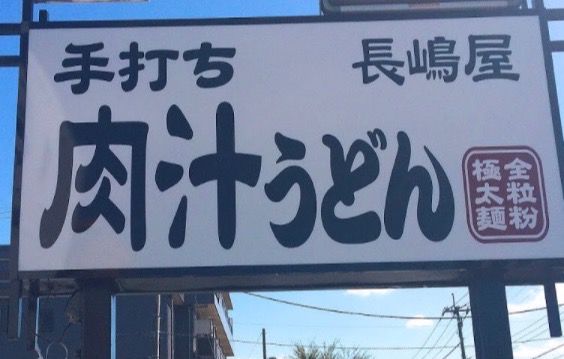 手打ち 長嶋屋
肉汁うどん
全粒粉
極太麺